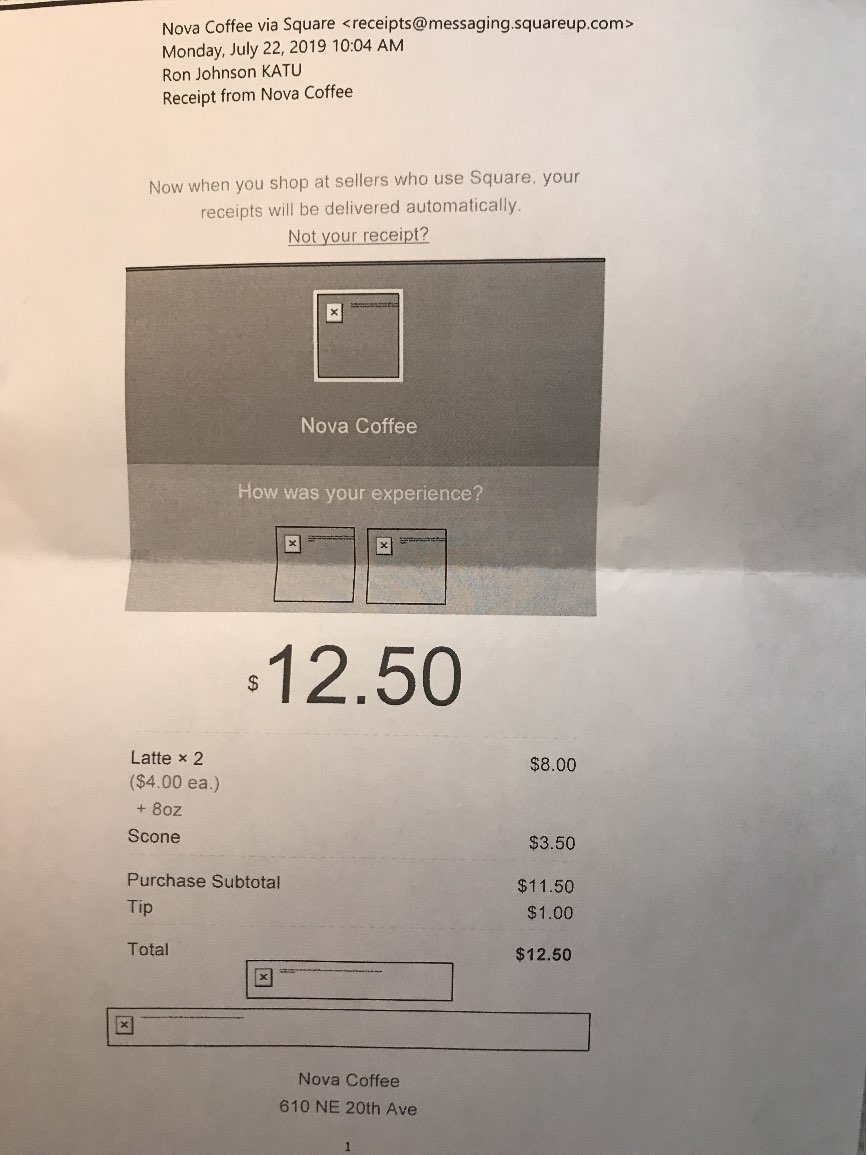 Nova Coffee via Square <receipts@messaging.squareup.com>
Monday, July 22, 2019 10:04 AM
Ron Johnson KATU
Receipt from Nova Coffee
Now when you shop at sellers who use Square, your
receipts will be delivered automatically.
Not your receipt?
Nova Coffee
How was your experience?
$12.50
Latte × 2 $8.00
($4.00 ea.)
+ 8oz
Scone $3.50
Purchase Subtotal $11.50
Tip $1.00
Total $12.50
Nova Coffee
610 NE 20th Ave
1